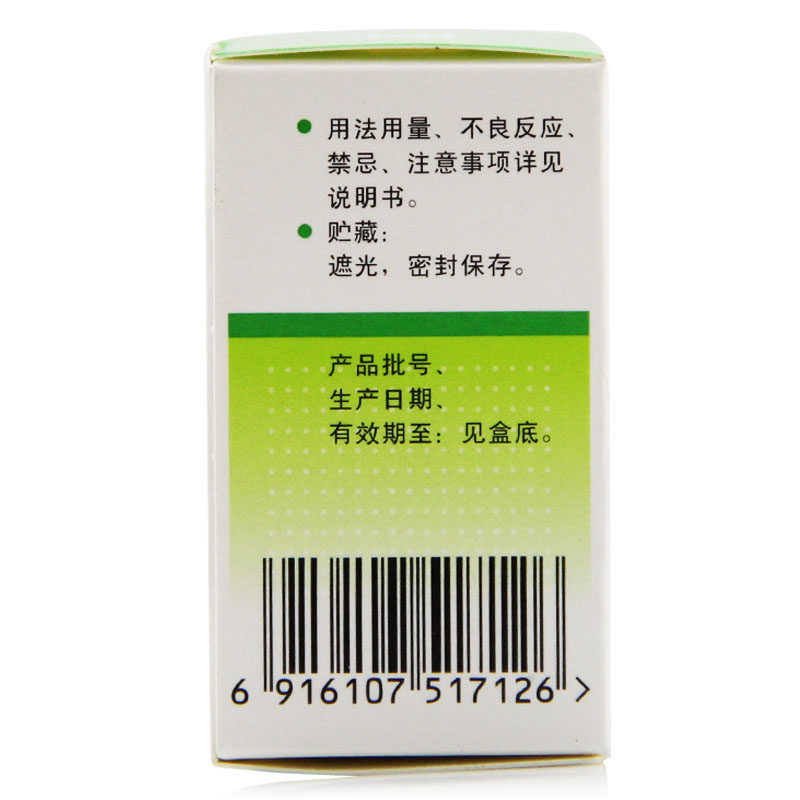 ● 用法用量、不良反应、
禁忌、注意事项详见
说明书。
● 贮藏：
遮光，密封保存。
产品批号、
生产日期、
有效期至：见盒底。
6 916107 517126 >